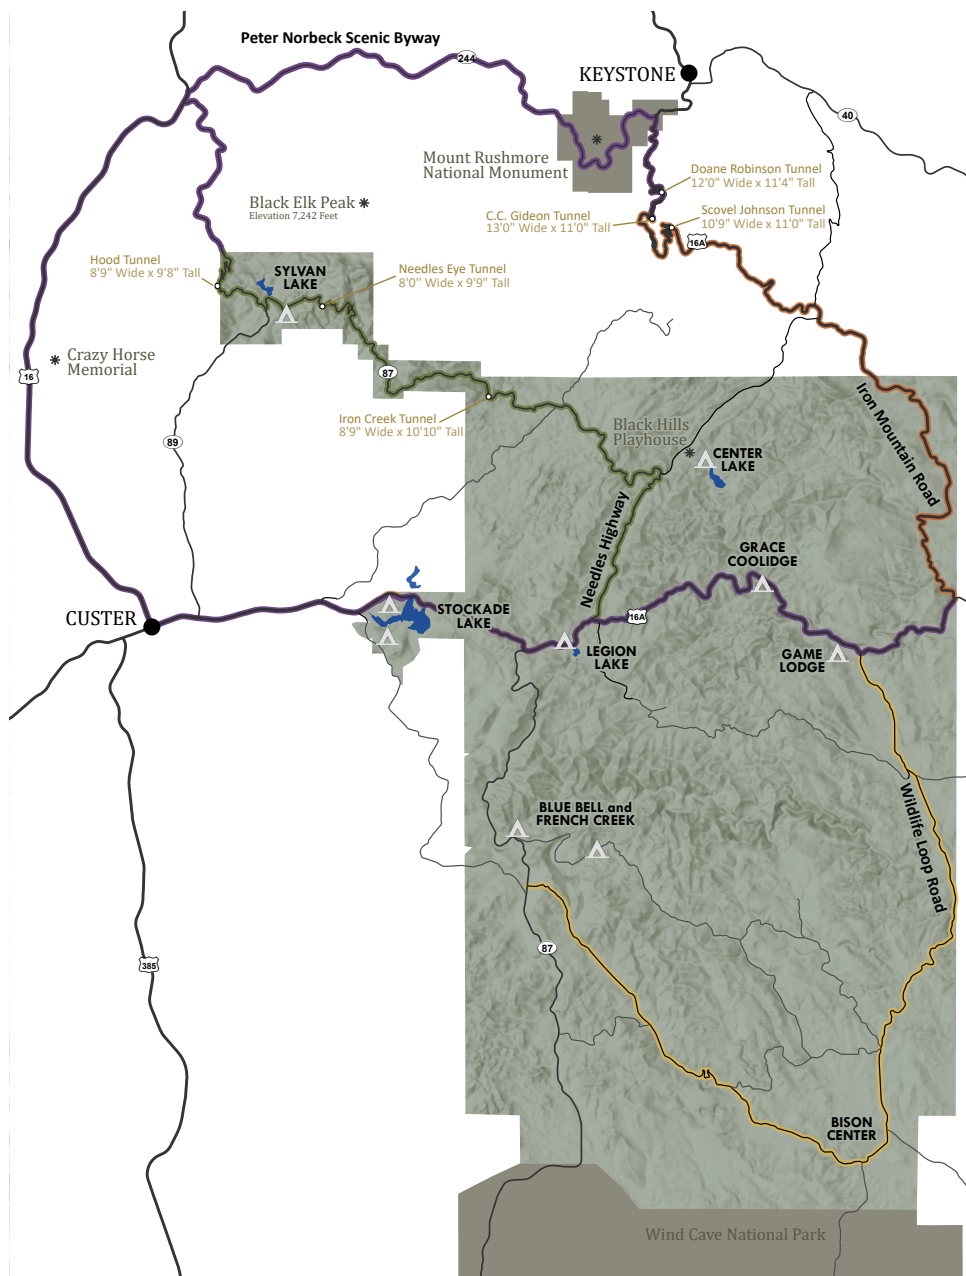 Peter Norbeck Scenic Byway
244
KEYSTONE
40
Mount Rushmore
National Monument
Doane Robinson Tunnel
12'0" Wide x 11'4" Tall
Black Elk Peak
Elevation 7,242 Feet
C.C. Gideon Tunnel
13'0" Wide x 11'0" Tall
Scovel Johnson Tunnel
10'9" Wide x 11'0" Tall
16A
Hood Tunnel
8'9" Wide x 9'8" Tall
SYLVAN
LAKE
Needles Eye Tunnel
8'0" Wide x 9'9" Tall
Crazy Horse
Memorial
16
87
Iron Creek Tunnel
8'9" Wide x 10'10" Tall
89
Black Hills
Playhouse
CENTER
LAKE
Iron Mountain Road
Needles Highway
GRACE
COOLIDGE
CUSTER
STOCKADE
LAKE
16A
LEGION
LAKE
GAME
LODGE
BLUE BELL and
FRENCH CREEK
Wildlife Loop Road
87
385
BISON
CENTER
Wind Cave National Park